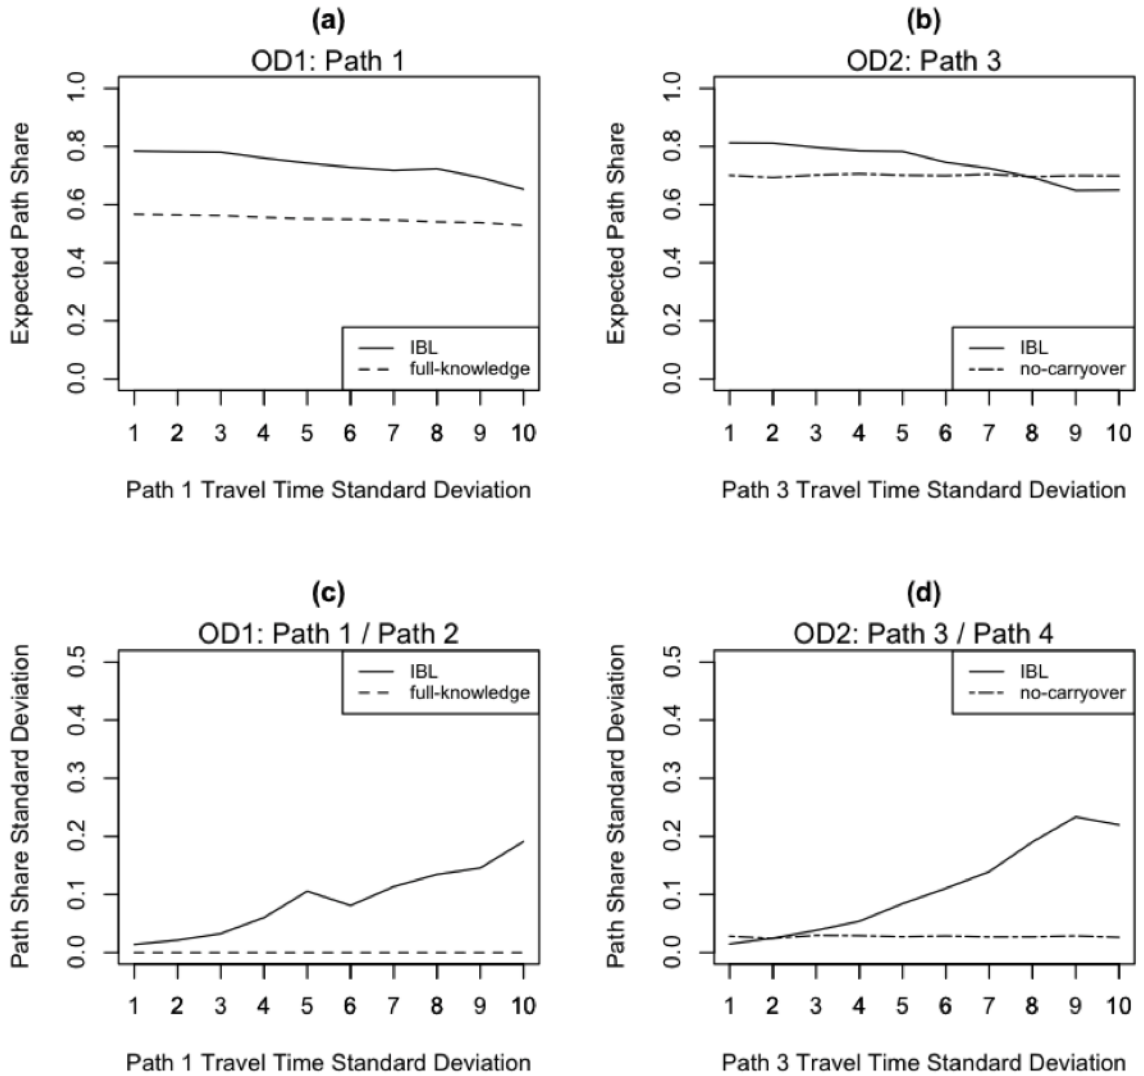 (a)
OD1: Path 1
Expected Path Share
0.0 0.2 0.4 0.6 0.8 1.0
IBL
full-knowledge
1 2 3 4 5 6 7 8 9 10
Path 1 Travel Time Standard Deviation
(b)
OD2: Path 3
Expected Path Share
0.0 0.2 0.4 0.6 0.8 1.0
IBL
no-carryover
1 2 3 4 5 6 7 8 9 10
Path 3 Travel Time Standard Deviation
(c)
OD1: Path 1 / Path 2
Path Share Standard Deviation
0.0 0.1 0.2 0.3 0.4 0.5
IBL
full-knowledge
1 2 3 4 5 6 7 8 9 10
Path 1 Travel Time Standard Deviation
(d)
OD2: Path 3 / Path 4
Path Share Standard Deviation
0.0 0.1 0.2 0.3 0.4 0.5
IBL
no-carryover
1 2 3 4 5 6 7 8 9 10
Path 3 Travel Time Standard Deviation